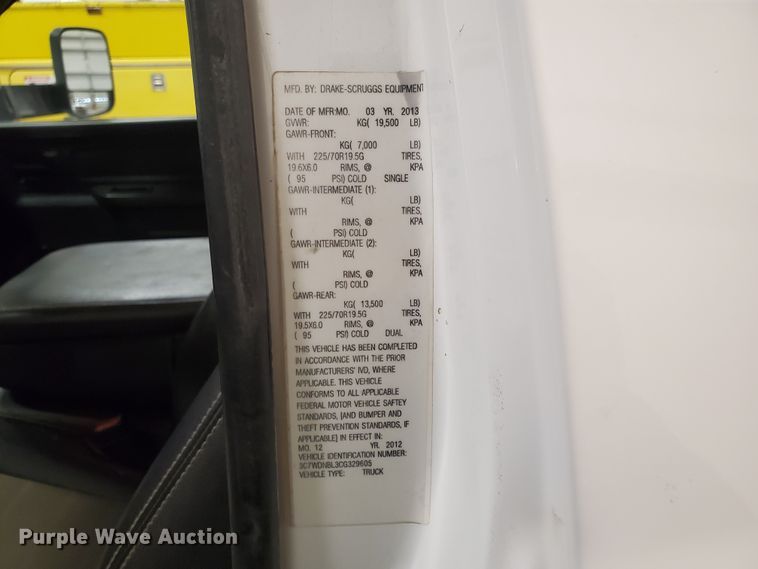 MFD. BY: DRAKE-SCRUGGS EQUIPMENT
DATE OF MFR:MO. 03 YR. 2013
GVWR: KG( 19,500 LB)
GAWR-FRONT:
KG( 7,000 LB)
WITH 225/70R19.5G TIRES,
19.6X6.0 RIMS, @ KPA
( 95 PSI) COLD SINGLE
GAWR-INTERMEDIATE (1):
KG( LB)
WITH TIRES,
RIMS, @ KPA
( PSI) COLD
GAWR-INTERMEDIATE (2):
KG( LB)
WITH TIRES,
RIMS, @ KPA
( PSI) COLD
GAWR-REAR:
KG( 13,500 LB)
WITH 225/70R19.5G TIRES,
19.5X6.0 RIMS, @ KPA
( 95 PSI) COLD DUAL
THIS VEHICLE HAS BEEN COMPLETED
IN ACCORDANCE WITH THE PRIOR
MANUFACTURERS' IVD, WHERE
APPLICABLE. THIS VEHICLE
CONFORMS TO ALL APPLICABLE
FEDERAL MOTOR VEHICLE SAFTEY
STANDARDS, [AND BUMPER AND
THEFT PREVENTION STANDARDS, IF
APPLICABLE] IN EFFECT IN:
MO. 12 YR. 2012
VEHICLE IDENTIFICATION NUMBER:
3C7WDNBL3CG329605
VEHICLE TYPE: TRUCK
Purple Wave Auction